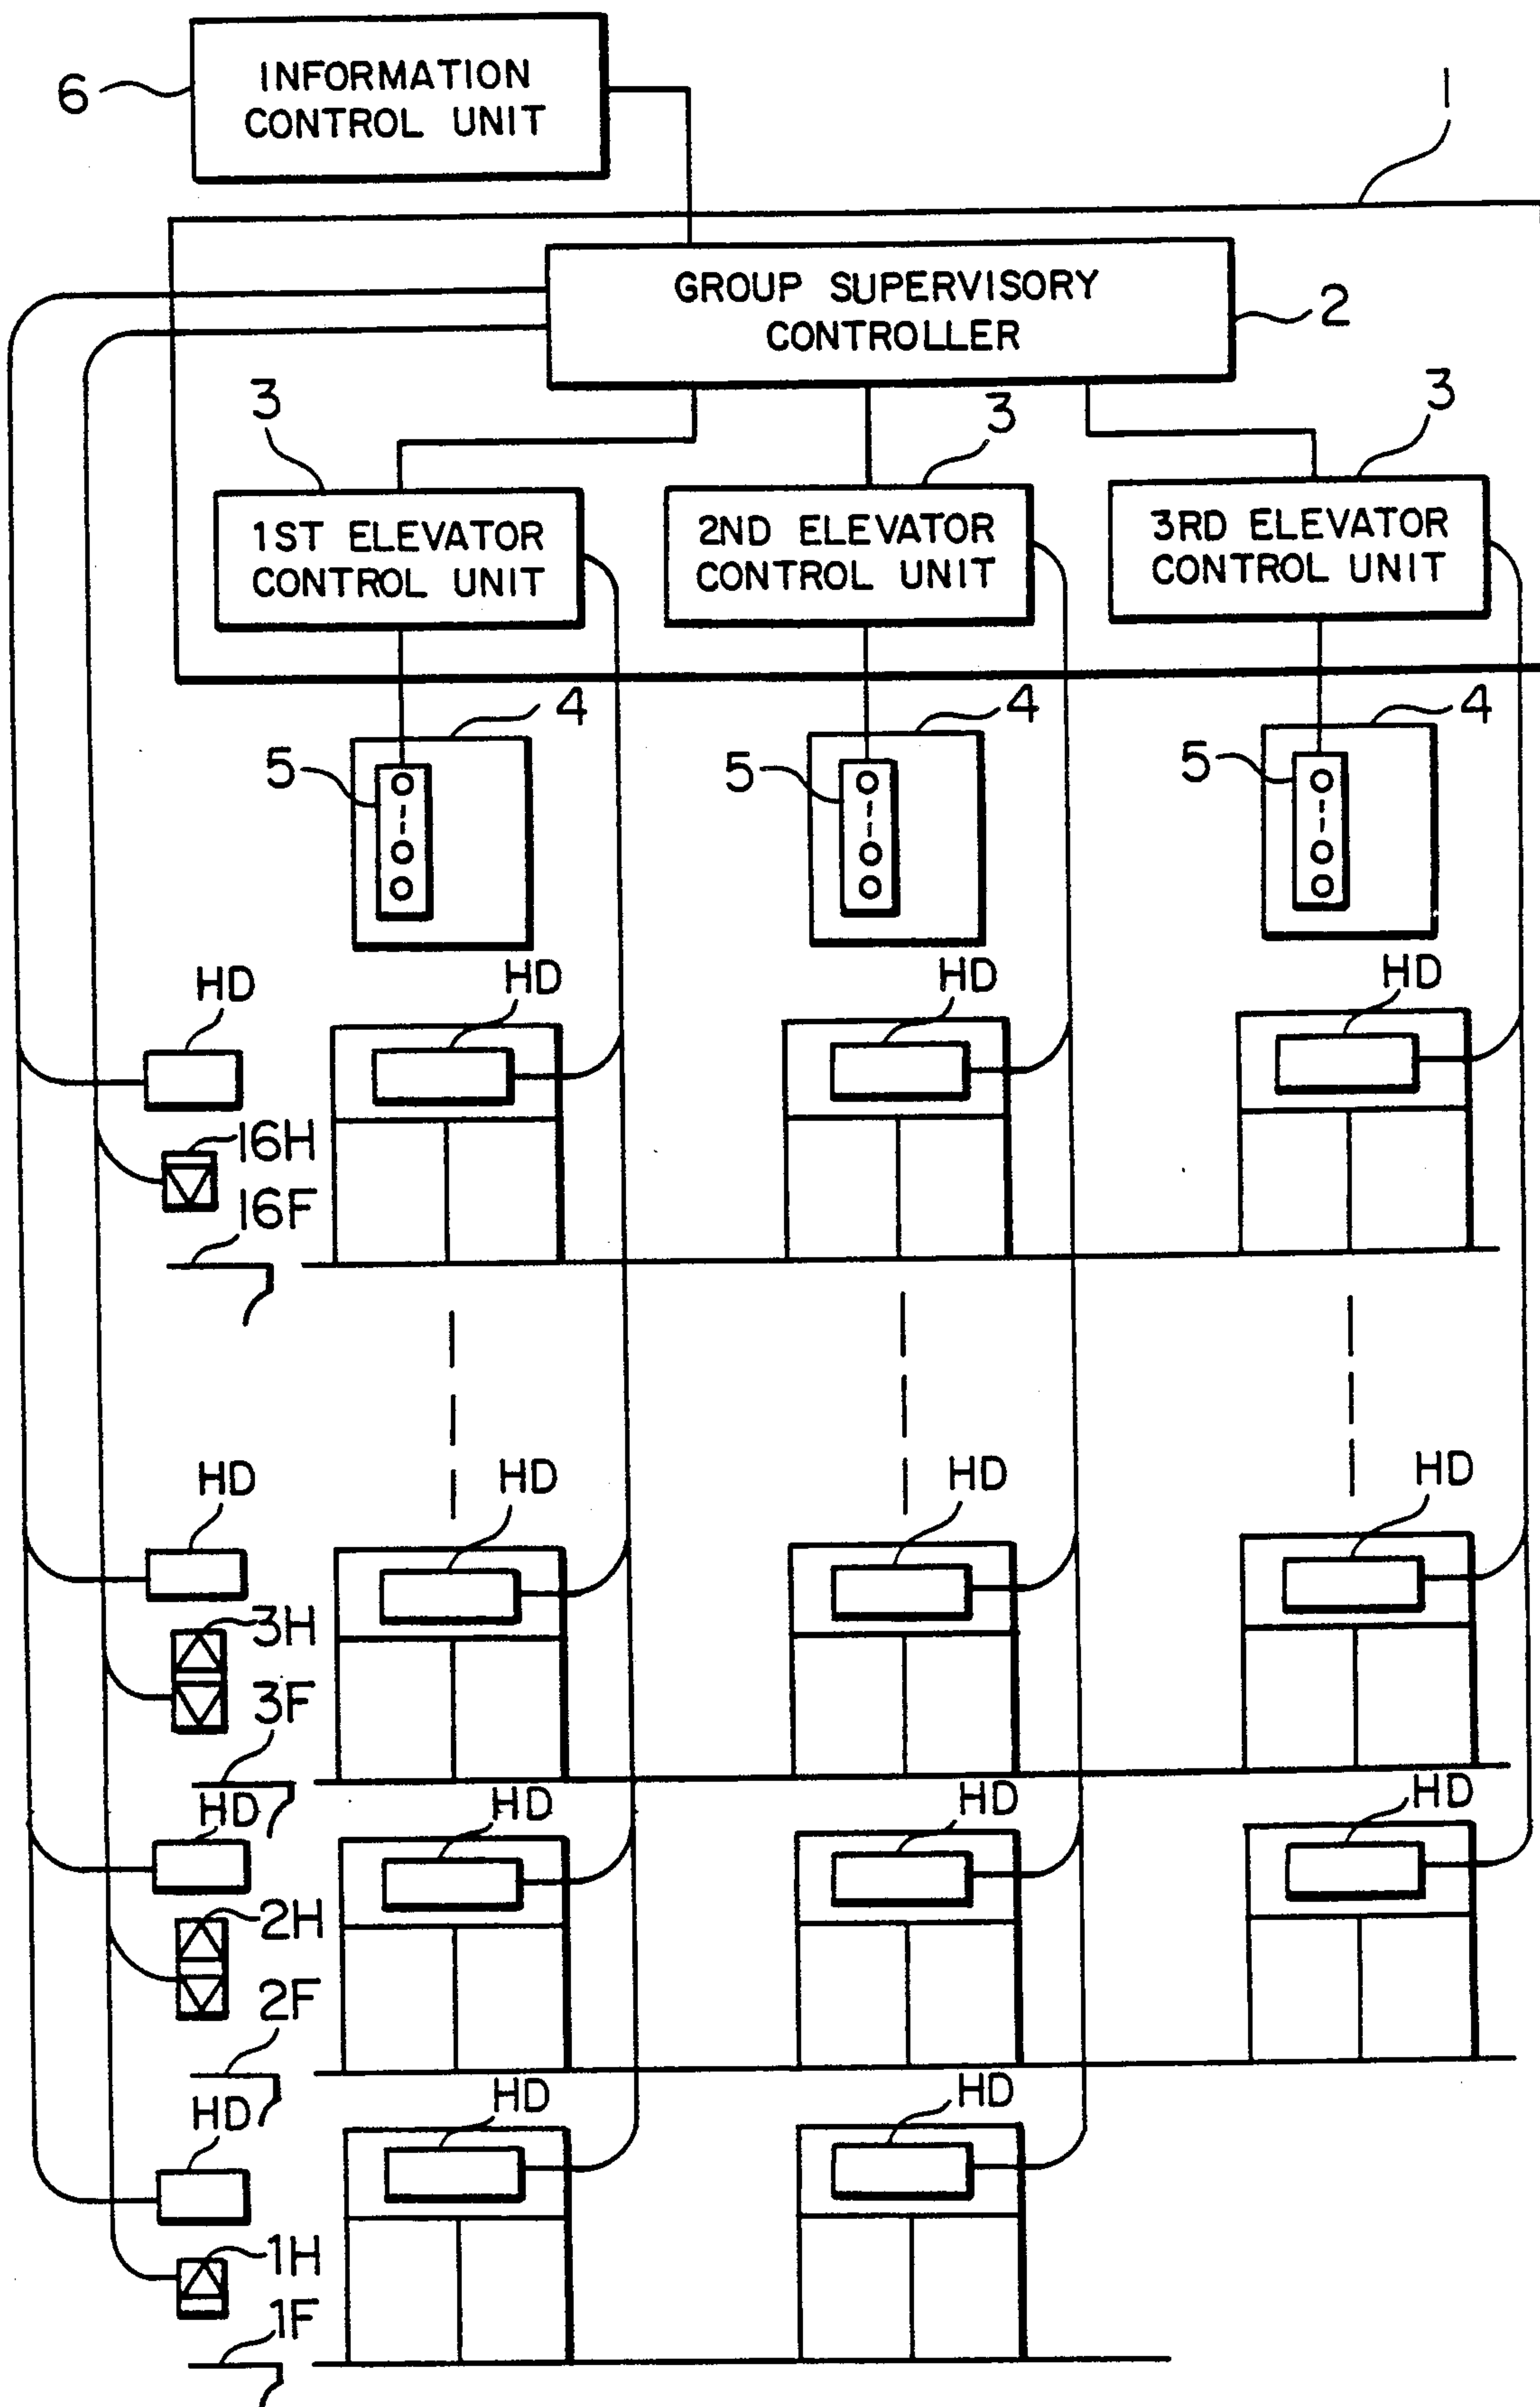 INFORMATION
CONTROL UNIT
6
1
GROUP SUPERVISORY
CONTROLLER
2
3
3
3
1ST ELEVATOR
CONTROL UNIT
2ND ELEVATOR
CONTROL UNIT
3RD ELEVATOR
CONTROL UNIT
4
4
4
5
5
5
HD
HD
HD
HD
16H
16F
HD
HD
HD
HD
3H
3F
HD
HD
HD
HD
2H
2F
HD
HD
HD
1H
1F